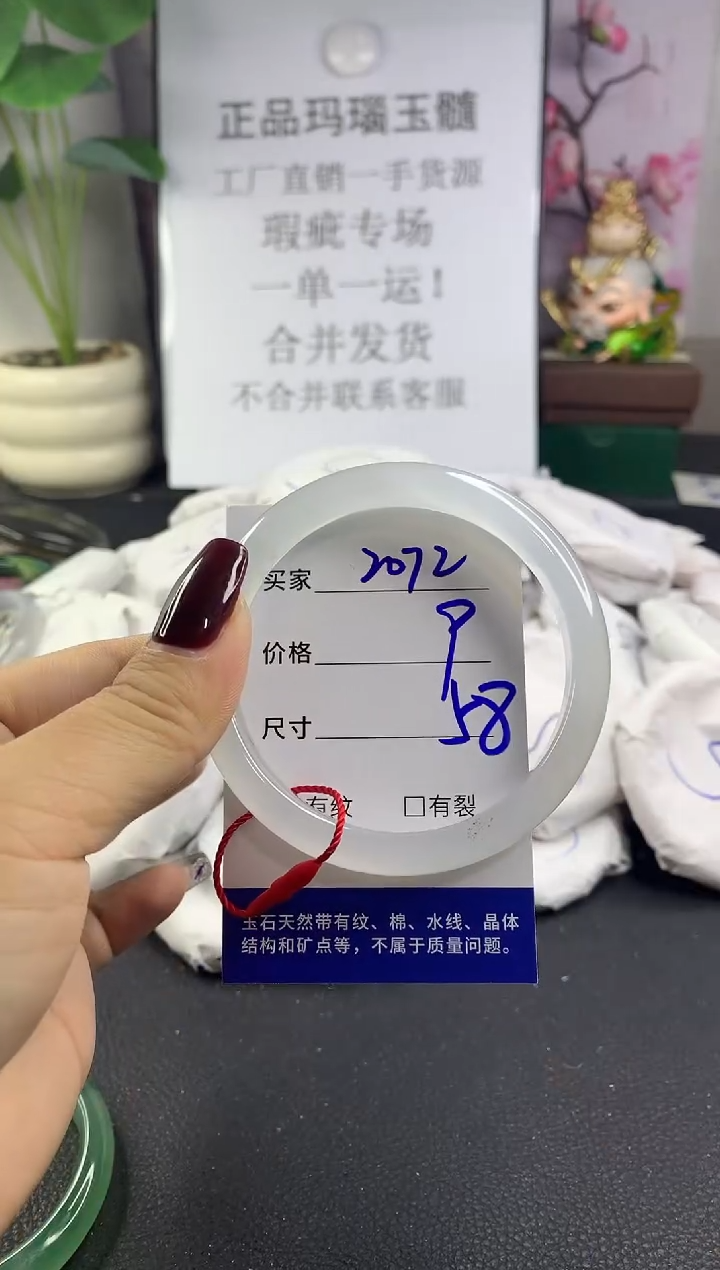 正品玛瑙玉髓
工厂直销一手货源
瑕疵专场
一单一运！
合并发货
不合并联系客服
买家 2072
价格
尺寸 58
有纹 □有裂
玉石天然带有纹、棉、水线、晶体
结构和矿点等，不属于质量问题。